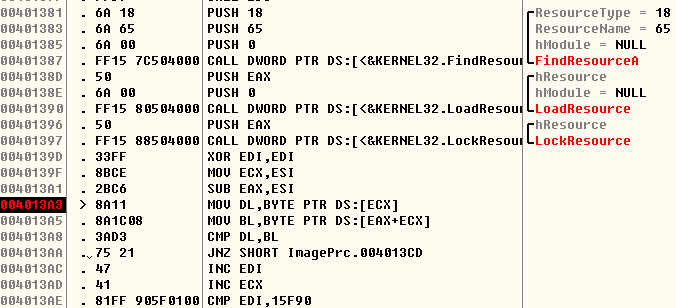 00401381 . 6A 18 PUSH 18 ResourceType = 18
00401383 . 6A 65 PUSH 65 ResourceName = 65
00401385 . 6A 00 PUSH 0 hModule = NULL
00401387 . FF15 7C504000 CALL DWORD PTR DS:[<&KERNEL32.FindResour FindResourceA
0040138D . 50 PUSH EAX hResource
0040138E . 6A 00 PUSH 0 hModule = NULL
00401390 . FF15 80504000 CALL DWORD PTR DS:[<&KERNEL32.LoadResour LoadResource
00401396 . 50 PUSH EAX hResource
00401397 . FF15 88504000 CALL DWORD PTR DS:[<&KERNEL32.LockResour LockResource
0040139D . 33FF XOR EDI,EDI
0040139F . 8BCE MOV ECX,ESI
004013A1 . 2BC6 SUB EAX,ESI
004013A3 > 8A11 MOV DL,BYTE PTR DS:[ECX]
004013A5 . 8A1C08 MOV BL,BYTE PTR DS:[EAX+ECX]
004013A8 . 3AD3 CMP DL,BL
004013AA . 75 21 JNZ SHORT ImagePrc.004013CD
004013AC . 47 INC EDI
004013AD . 41 INC ECX
004013AE . 81FF 905F0100 CMP EDI,15F90